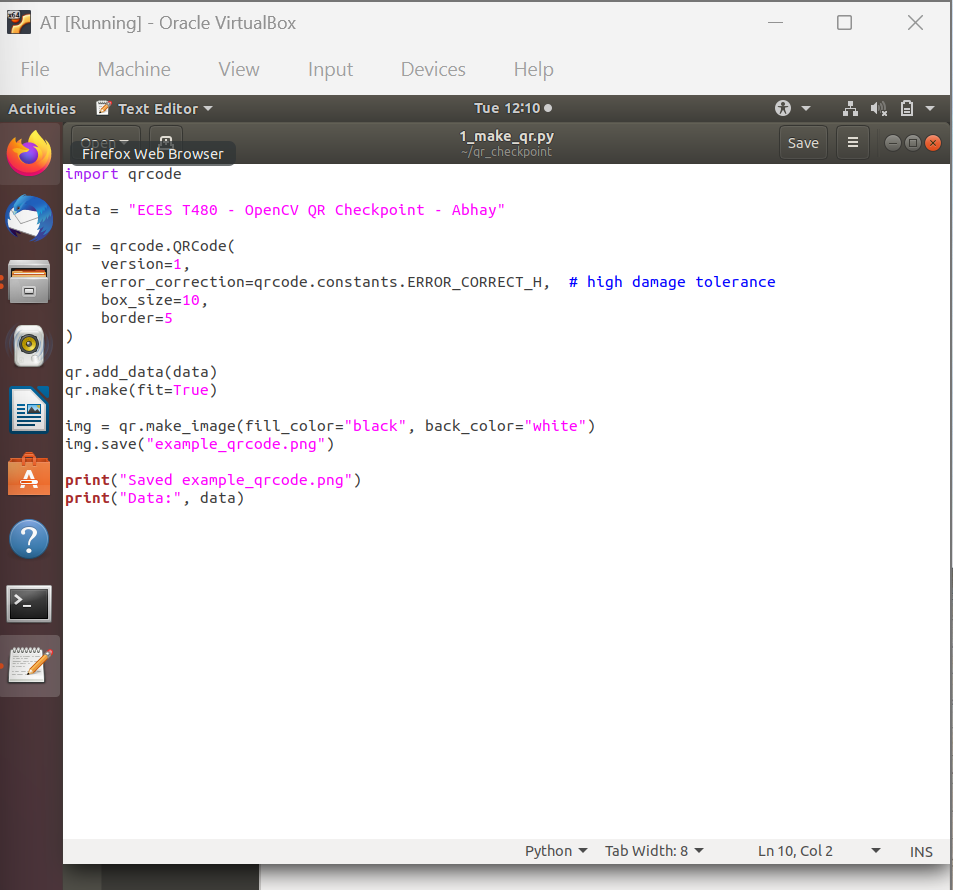 AT [Running] - Oracle VirtualBox
File Machine View Input Devices Help
Activities Text Editor Tue 12:10
Open 1_make_qr.py Save
~/qr_checkpoint
Firefox Web Browser
import qrcode
data = "ECES T480 - OpenCV QR Checkpoint - Abhay"
qr = qrcode.QRCode(
    version=1,
    error_correction=qrcode.constants.ERROR_CORRECT_H,  # high damage tolerance
    box_size=10,
    border=5
)
qr.add_data(data)
qr.make(fit=True)
img = qr.make_image(fill_color="black", back_color="white")
img.save("example_qrcode.png")
print("Saved example_qrcode.png")
print("Data:", data)
Python Tab Width: 8 Ln 10, Col 2 INS